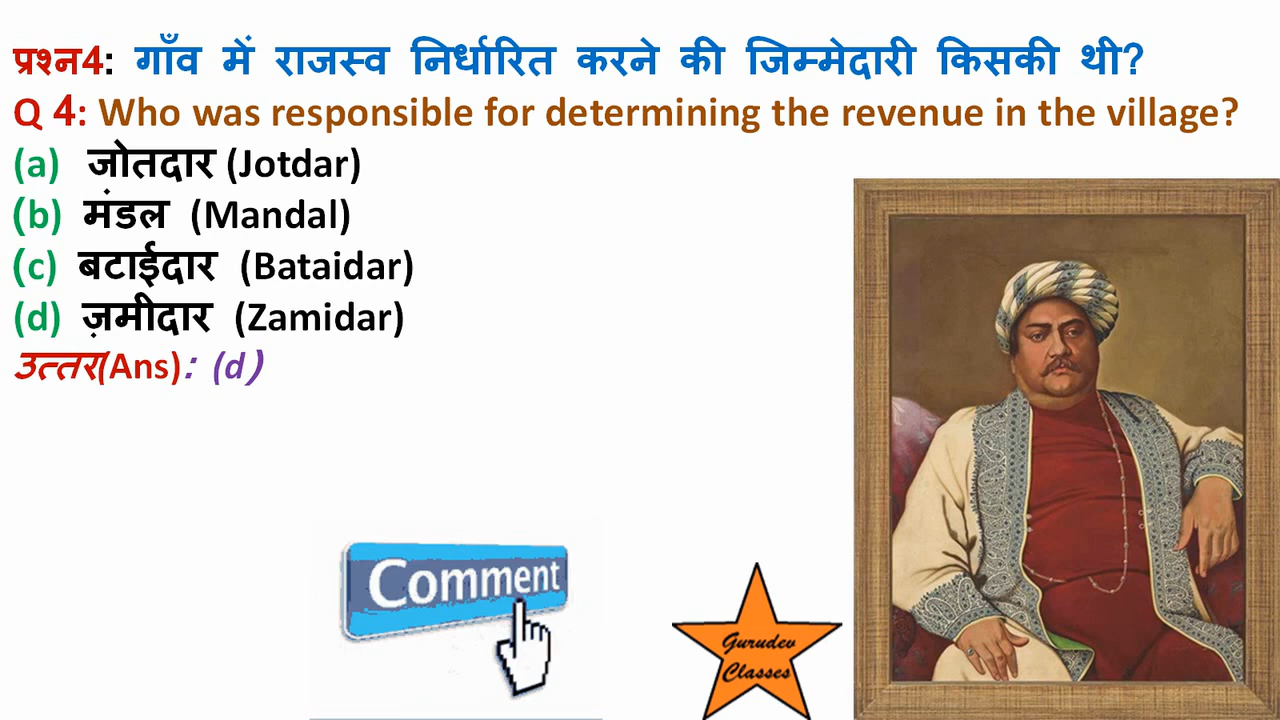 प्रश्न4: गाँव में राजस्व निर्धारित करने की जिम्मेदारी किसकी थी?
Q 4: Who was responsible for determining the revenue in the village?
(a) जोतदार (Jotdar)
(b) मंडल (Mandal)
(c) बटाईदार (Bataidar)
(d) ज़मीदार (Zamidar)
उत्तर(Ans): (d)
Comment
Gurudev
Classes